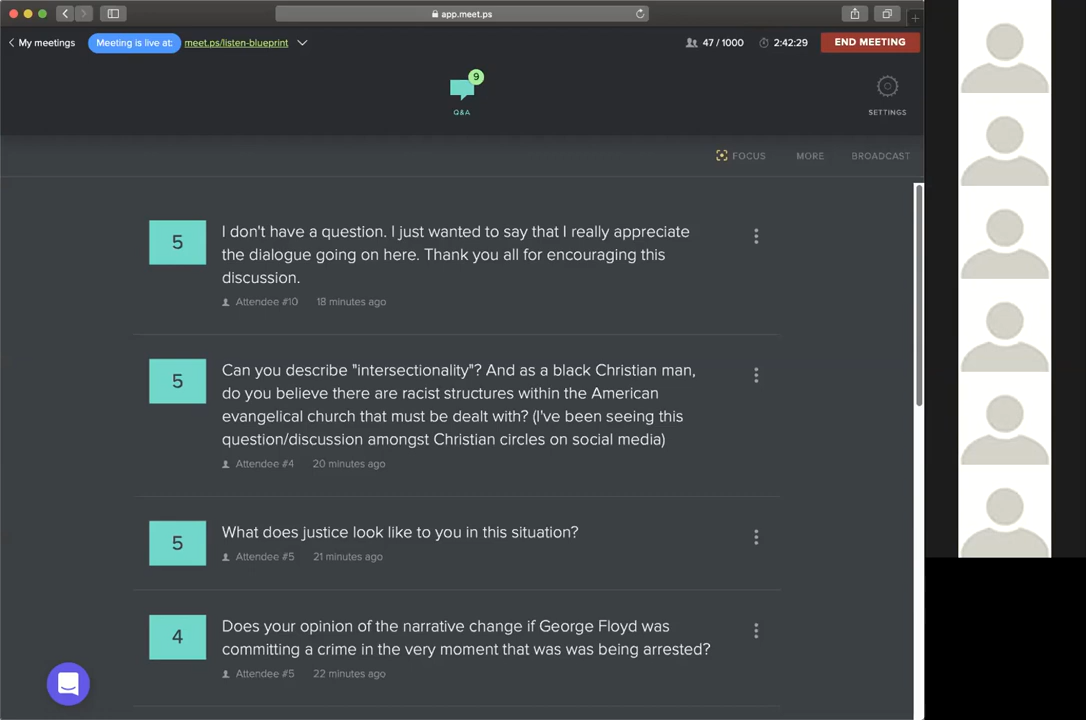 app.meet.ps
My meetings
Meeting is live at:
meet.ps/listen-blueprint
47 / 1000
2:42:29
END MEETING
9
Q&A
SETTINGS
FOCUS
MORE
BROADCAST
5
I don't have a question. I just wanted to say that I really appreciate
the dialogue going on here. Thank you all for encouraging this
discussion.
Attendee #10 18 minutes ago
5
Can you describe "intersectionality"? And as a black Christian man,
do you believe there are racist structures within the American
evangelical church that must be dealt with? (I've been seeing this
question/discussion amongst Christian circles on social media)
Attendee #4 20 minutes ago
5
What does justice look like to you in this situation?
Attendee #5 21 minutes ago
4
Does your opinion of the narrative change if George Floyd was
committing a crime in the very moment that was was being arrested?
Attendee #5 22 minutes ago